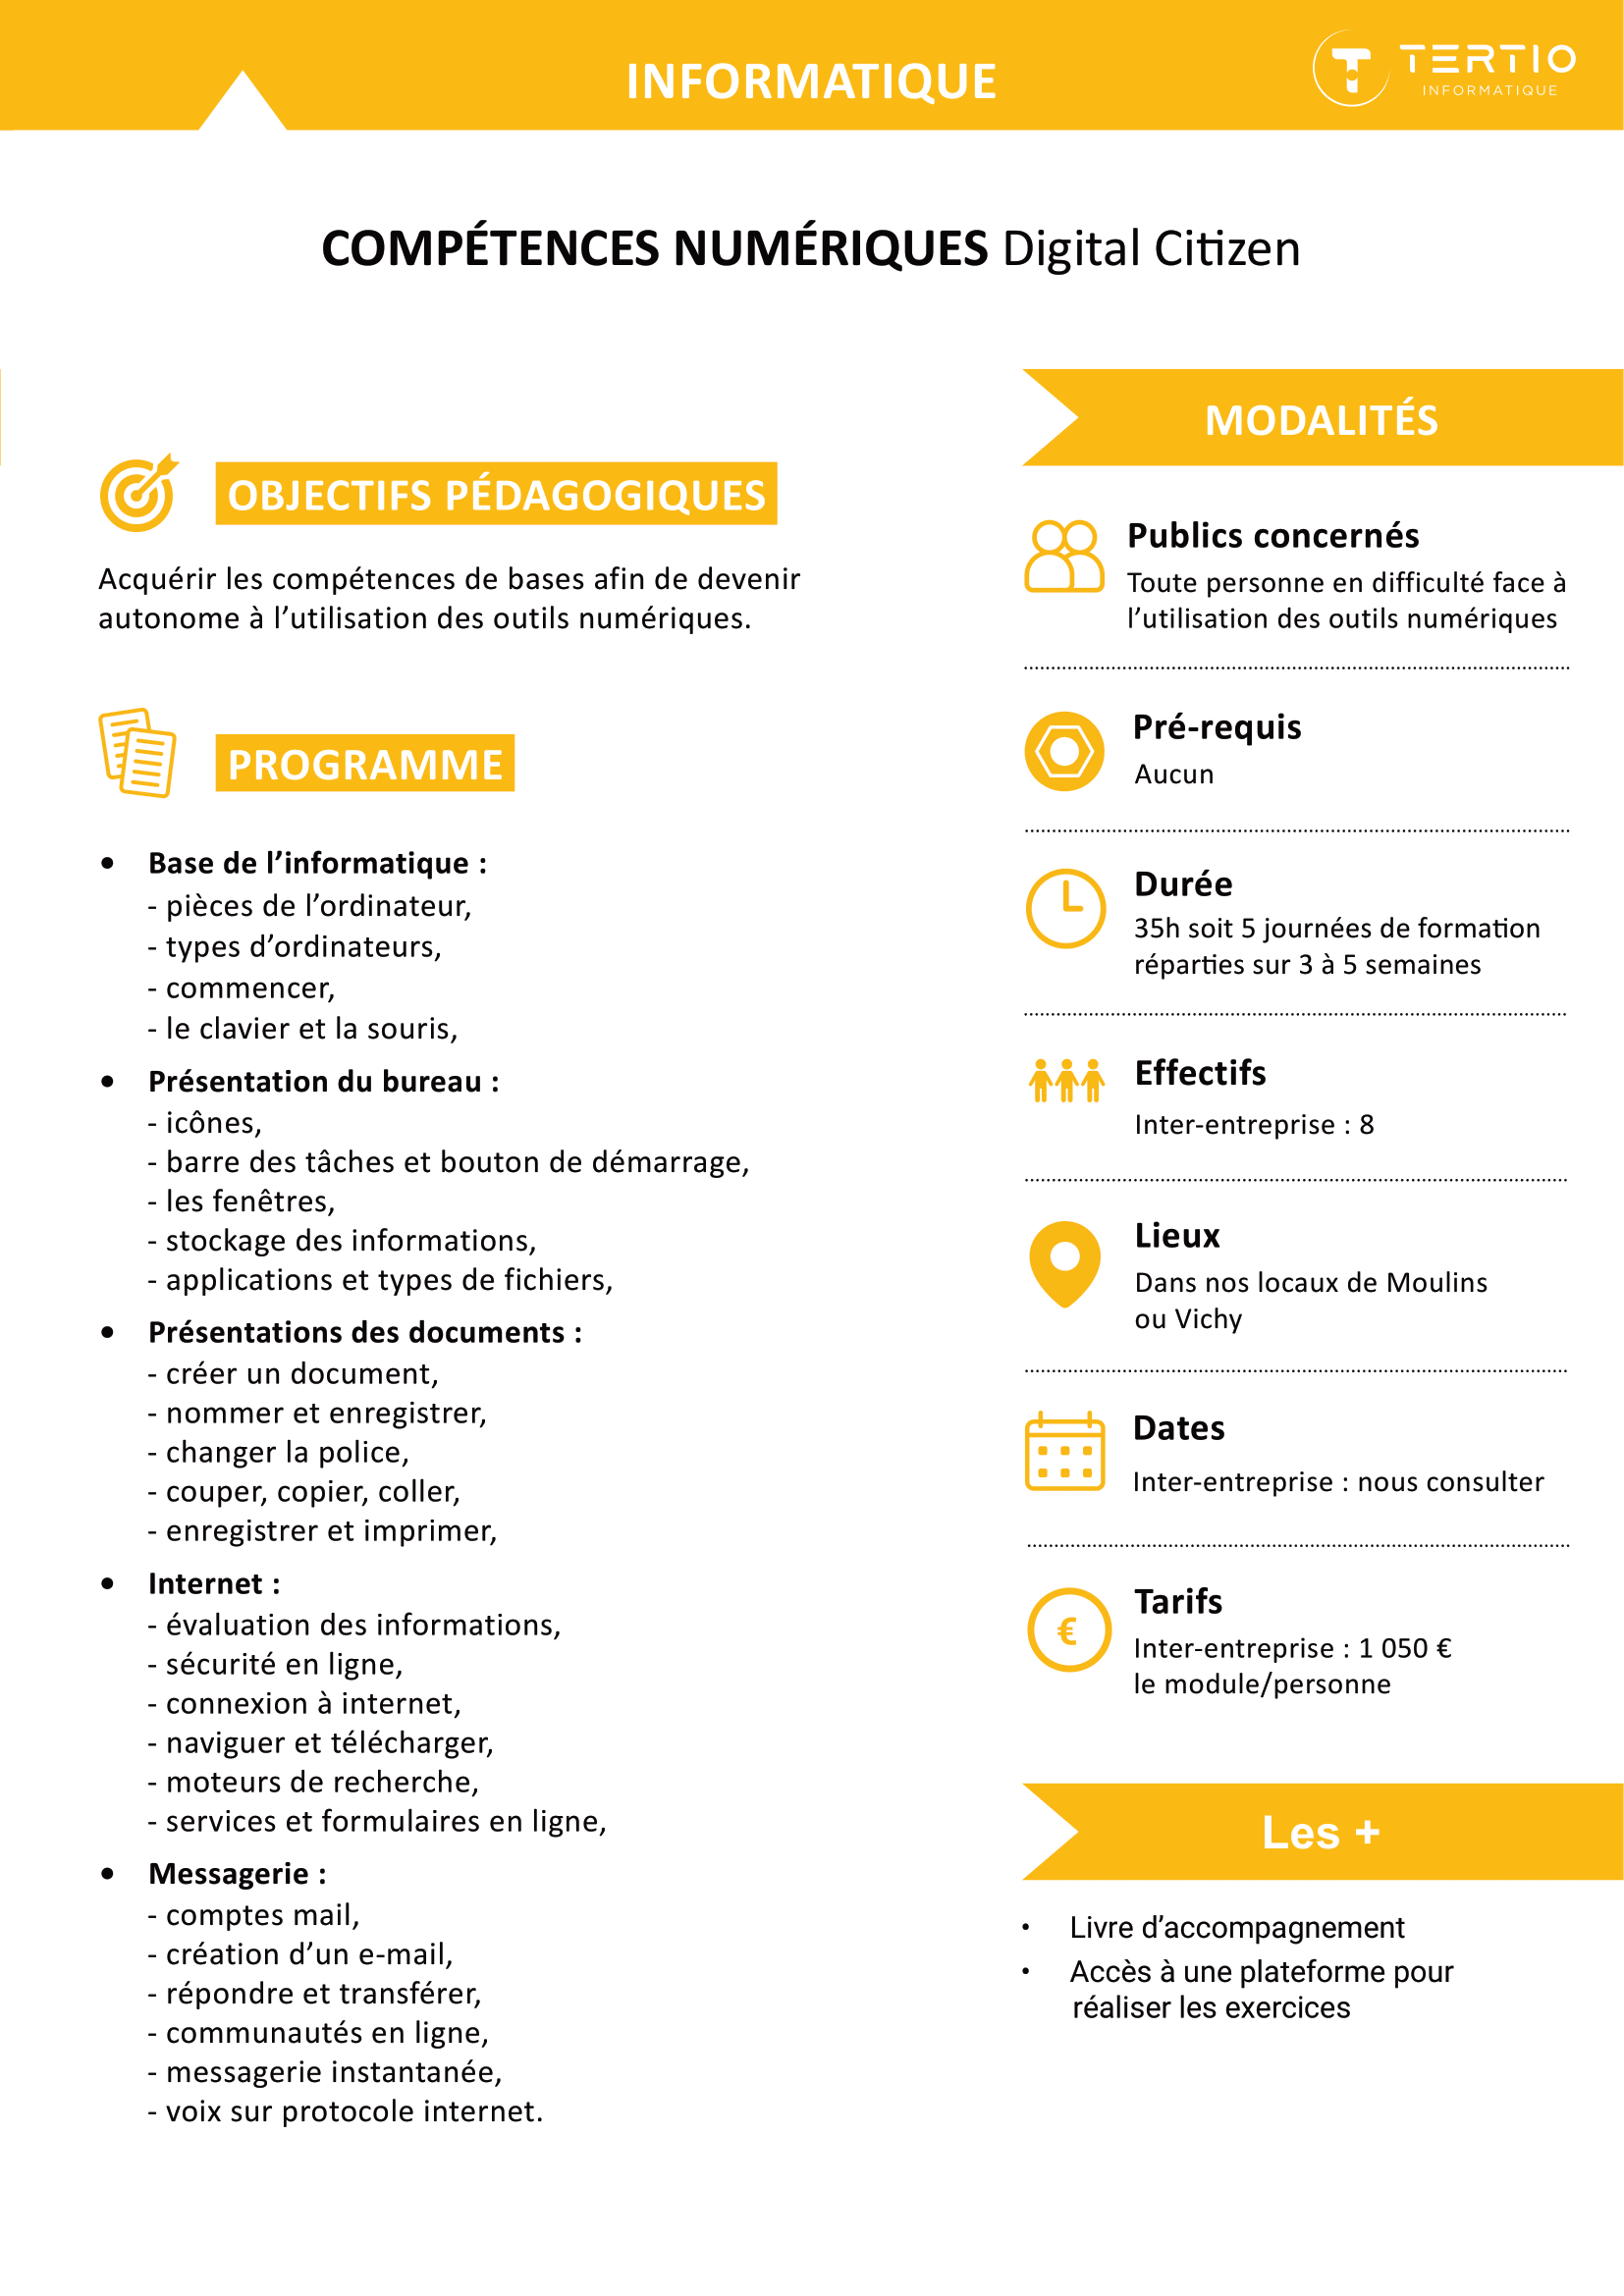 INFORMATIQUE
TERTIO
INFORMATIQUE
COMPÉTENCES NUMÉRIQUES Digital Citizen
OBJECTIFS PÉDAGOGIQUES
Acquérir les compétences de bases afin de devenir
autonome à l’utilisation des outils numériques.
PROGRAMME
• Base de l’informatique :
- pièces de l’ordinateur,
- types d’ordinateurs,
- commencer,
- le clavier et la souris,
• Présentation du bureau :
- icônes,
- barre des tâches et bouton de démarrage,
- les fenêtres,
- stockage des informations,
- applications et types de fichiers,
• Présentations des documents :
- créer un document,
- nommer et enregistrer,
- changer la police,
- couper, copier, coller,
- enregistrer et imprimer,
• Internet :
- évaluation des informations,
- sécurité en ligne,
- connexion à internet,
- naviguer et télécharger,
- moteurs de recherche,
- services et formulaires en ligne,
• Messagerie :
- comptes mail,
- création d’un e-mail,
- répondre et transférer,
- communautés en ligne,
- messagerie instantanée,
- voix sur protocole internet.
MODALITÉS
Publics concernés
Toute personne en difficulté face à
l’utilisation des outils numériques
Pré-requis
Aucun
Durée
35h soit 5 journées de formation
réparties sur 3 à 5 semaines
Effectifs
Inter-entreprise : 8
Lieux
Dans nos locaux de Moulins
ou Vichy
Dates
Inter-entreprise : nous consulter
€
Tarifs
Inter-entreprise : 1 050 €
le module/personne
Les +
• Livre d’accompagnement
• Accès à une plateforme pour
réaliser les exercices